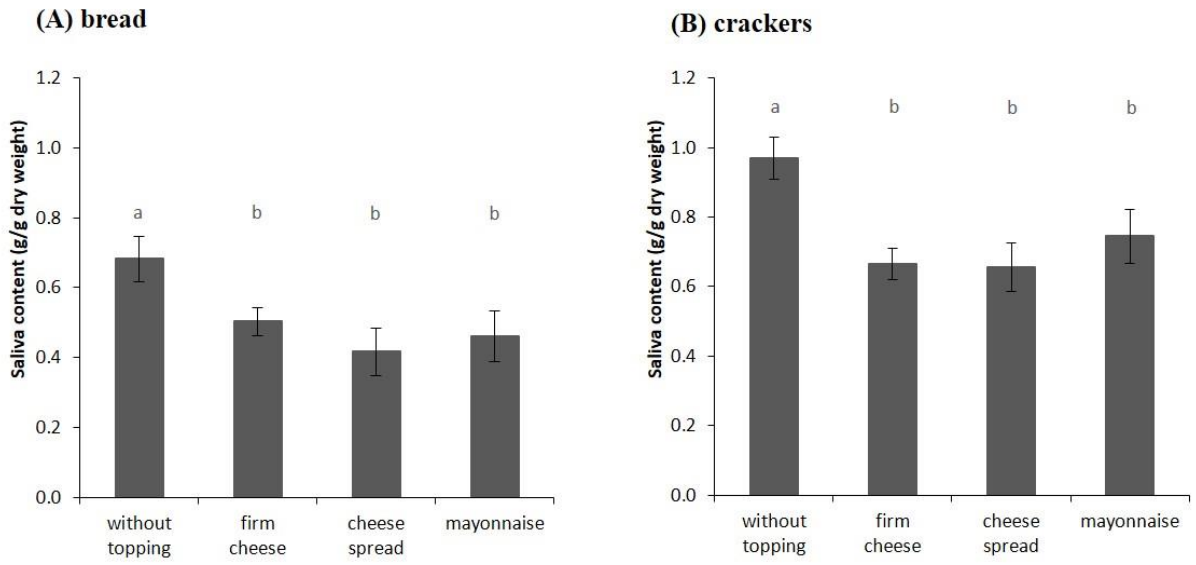 (A) bread
Saliva content (g/g dry weight)
1.2
1.0
0.8
0.6
0.4
0.2
0.0
a
b
b
b
without
topping
firm
cheese
cheese
spread
mayonnaise
(B) crackers
Saliva content (g/g dry weight)
1.2
1.0
0.8
0.6
0.4
0.2
0.0
a
b
b
b
without
topping
firm
cheese
cheese
spread
mayonnaise